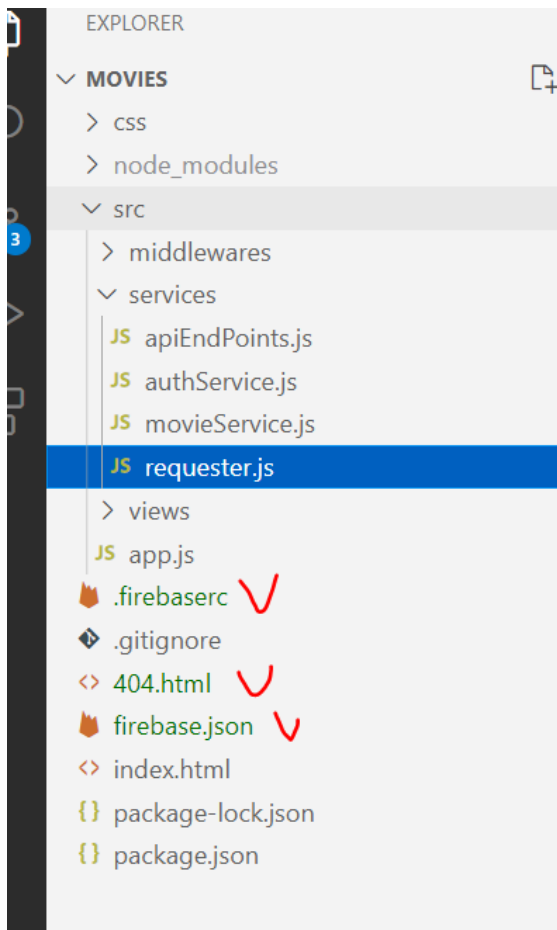 EXPLORER
MOVIES
css
node_modules
src
3
middlewares
services
JS apiEndPoints.js
JS authService.js
JS movieService.js
JS requester.js
views
JS app.js
.firebaserc
.gitignore
<> 404.html
firebase.json
<> index.html
{} package-lock.json
{} package.json